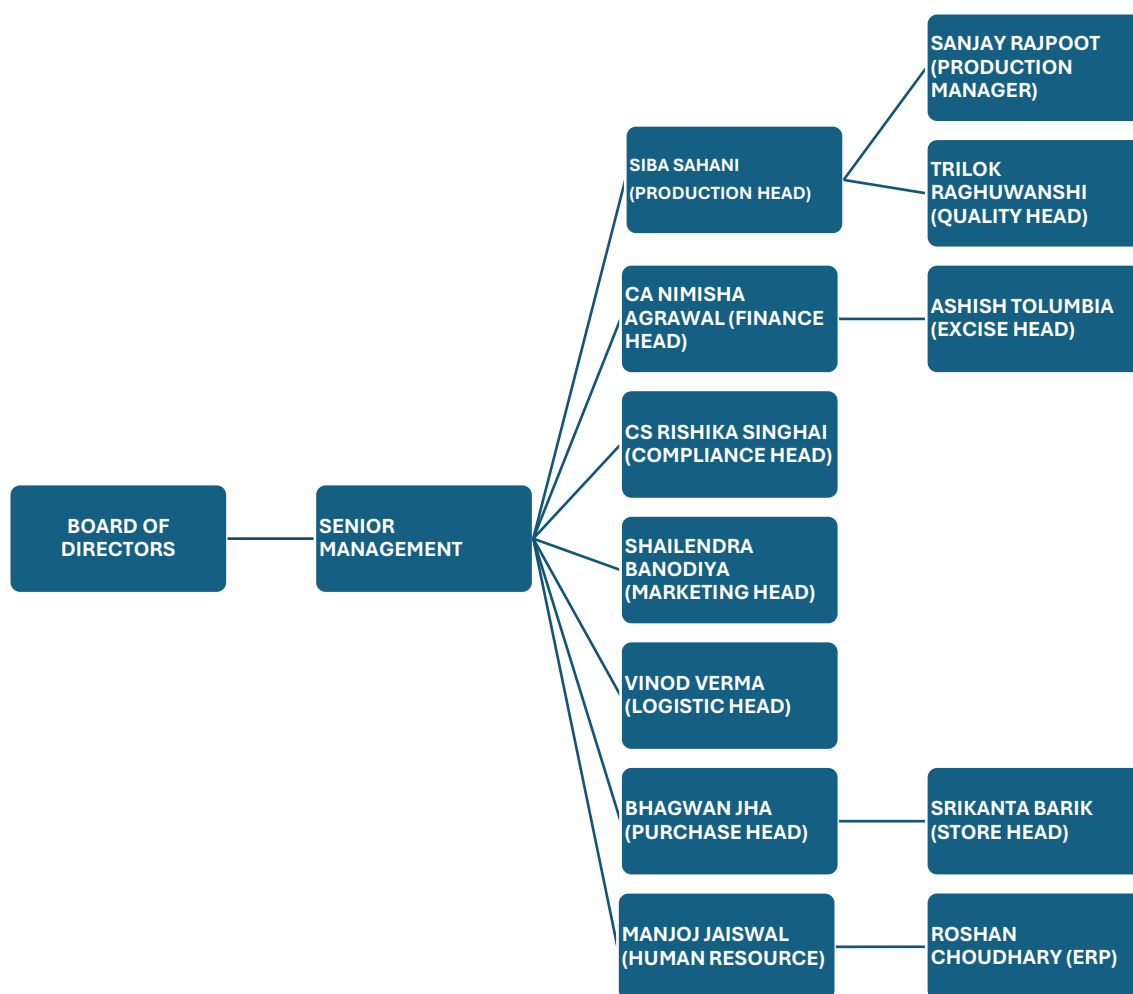 BOARD OF
DIRECTORS
SENIOR
MANAGEMENT
SIBA SAHANI
(PRODUCTION HEAD)
SANJAY RAJPOOT
(PRODUCTION
MANAGER)
TRILOK
RAGHUWANSHI
(QUALITY HEAD)
CA NIMISHA
AGRAWAL (FINANCE
HEAD)
ASHISH TOLUMBIA
(EXCISE HEAD)
CS RISHIKA SINGHAI
(COMPLIANCE HEAD)
SHAILENDRA
BANODIYA
(MARKETING HEAD)
VINOD VERMA
(LOGISTIC HEAD)
BHAGWAN JHA
(PURCHASE HEAD)
SRIKANTA BARIK
(STORE HEAD)
MANJOJ JAISWAL
(HUMAN RESOURCE)
ROSHAN
CHOUDHARY (ERP)